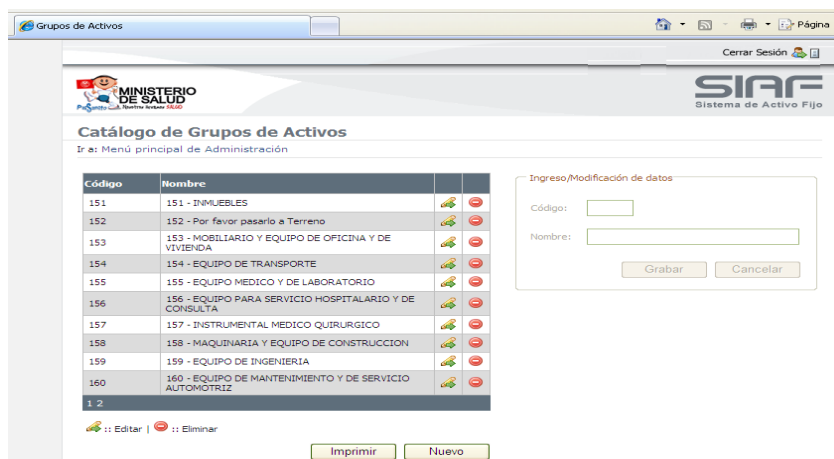 Grupos de Activos
Página
Cerrar Sesión
MINISTERIO
DE SALUD
SIAF
Sistema de Activo Fijo
Catálogo de Grupos de Activos
Ir a: Menú principal de Administración
Código Nombre
151 151 - INMUEBLES
152 152 - Por favor pasarlo a Terreno
153 153 - MOBILIARIO Y EQUIPO DE OFICINA Y DE
VIVIENDA
154 154 - EQUIPO DE TRANSPORTE
155 155 - EQUIPO MEDICO Y DE LABORATORIO
156 156 - EQUIPO PARA SERVICIO HOSPITALARIO Y DE
CONSULTA
157 157 - INSTRUMENTAL MEDICO QUIRURGICO
158 158 - MAQUINARIA Y EQUIPO DE CONSTRUCCION
159 159 - EQUIPO DE INGENIERIA
160 160 - EQUIPO DE MANTENIMIENTO Y DE SERVICIO
AUTOMOTRIZ
1 2
:: Editar | :: Eliminar
Imprimir Nuevo
Ingreso/Modificación de datos
Código:
Nombre:
Grabar Cancelar